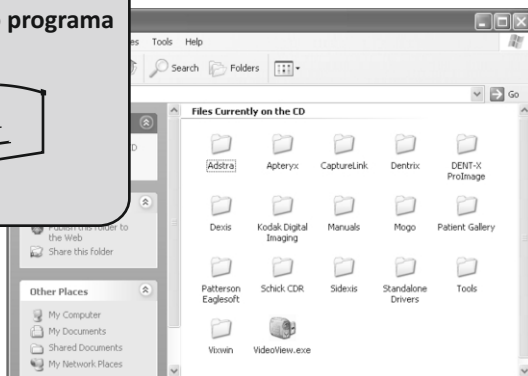 programa
Tools Help
Search Folders
Go
Files Currently on the CD
Adstra Apteryx CaptureLink Dentrix DENT-X
ProImage
Dexis Kodak Digital Manuals Mogo Patient Gallery
Imaging
Patterson Schick CDR Sidexis Standalone Tools
Eaglesoft Drivers
Vixwin VideoView.exe
Publish this folder to
the Web
Share this folder
Other Places
My Computer
My Documents
Shared Documents
My Network Places